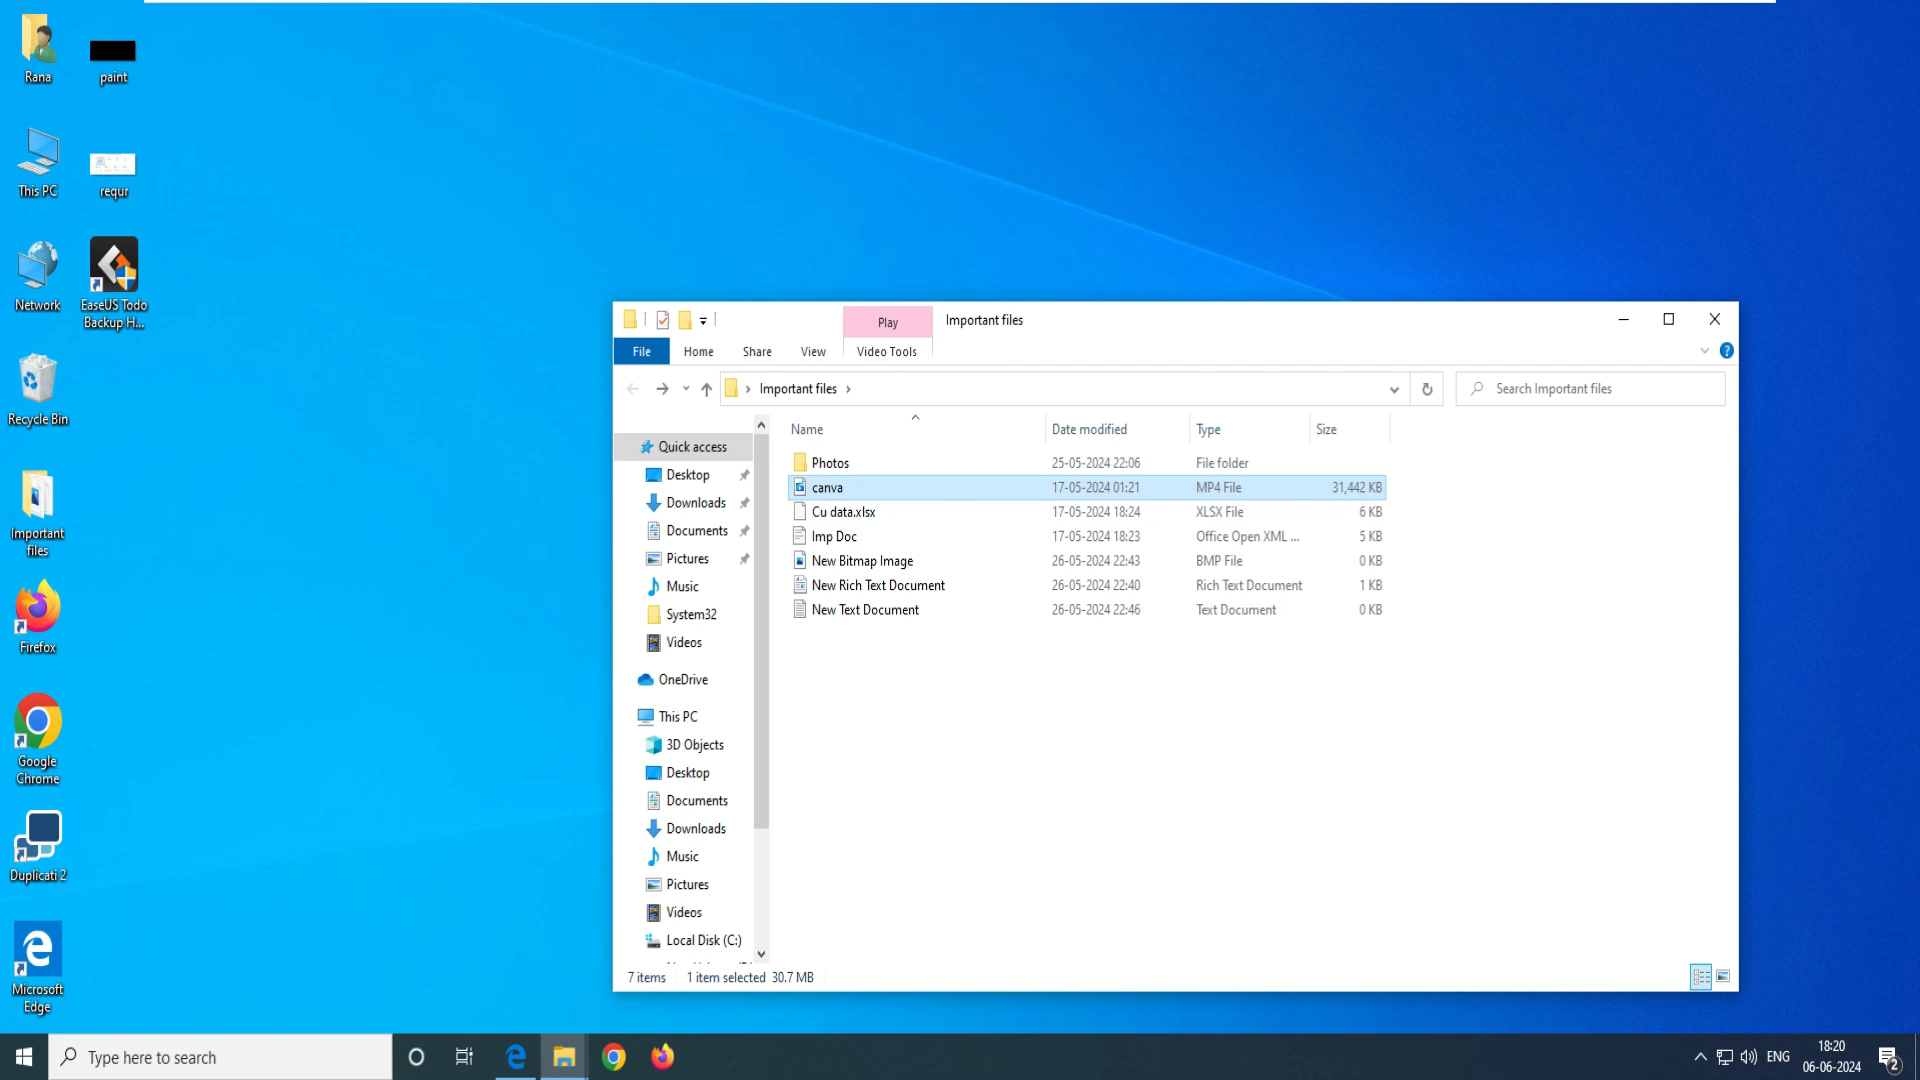 Rana
paint
This PC
requr
Network
EaseUS Todo
Backup H...
Recycle Bin
Important
files
Firefox
Google
Chrome
Duplicati 2
Microsoft
Edge
Play
Important files
File
Home
Share
View
Video Tools
Important files
Search Important files
Name
Date modified
Type
Size
Quick access
Desktop
Downloads
Documents
Pictures
Music
System32
Videos
OneDrive
This PC
3D Objects
Desktop
Documents
Downloads
Music
Pictures
Videos
Local Disk (C:)
Photos 25-05-2024 22:06 File folder
canva 17-05-2024 01:21 MP4 File 31,442 KB
Cu data.xlsx 17-05-2024 18:24 XLSX File 6 KB
Imp Doc 17-05-2024 18:23 Office Open XML ... 5 KB
New Bitmap Image 26-05-2024 22:43 BMP File 0 KB
New Rich Text Document 26-05-2024 22:40 Rich Text Document 1 KB
New Text Document 26-05-2024 22:46 Text Document 0 KB
7 items 1 item selected 30.7 MB
Type here to search
ENG
18:20
06-06-2024
2